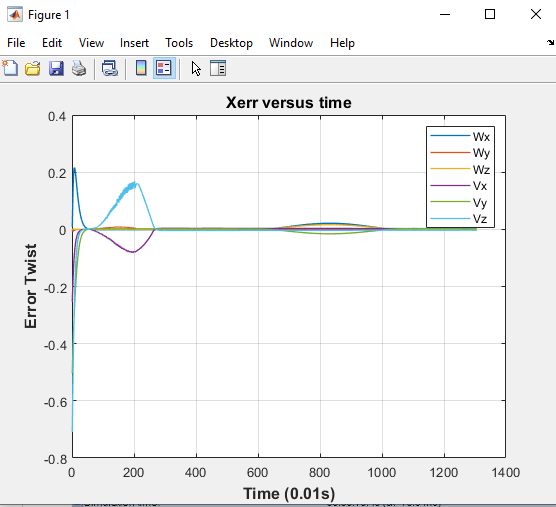 Figure 1
File Edit View Insert Tools Desktop Window Help
Xerr versus time
Wx
Wy
Wz
Vx
Vy
Vz
0.4
0.2
0
-0.2
-0.4
-0.6
-0.8
Error Twist
0 200 400 600 800 1000 1200 1400
Time (0.01s)